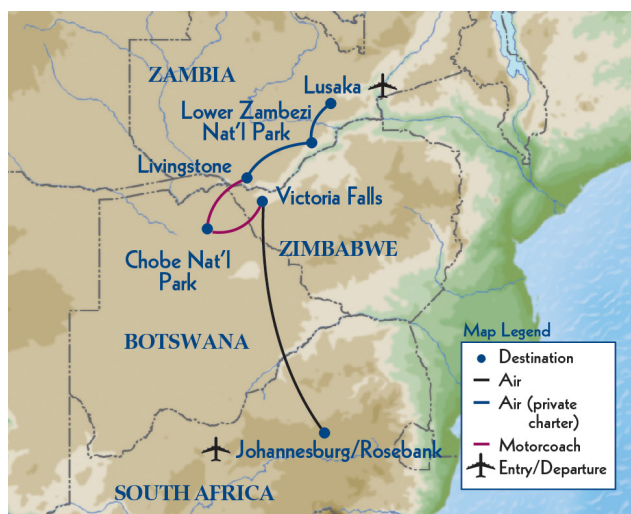 ZAMBIA
Lusaka
Lower Zambezi
Nat'l Park
Livingstone
Victoria Falls
ZIMBABWE
Chobe Nat'l
Park
BOTSWANA
Johannesburg/Rosebank
SOUTH AFRICA
Map Legend
Destination
Air
Air (private
charter)
Motorcoach
Entry/Departure